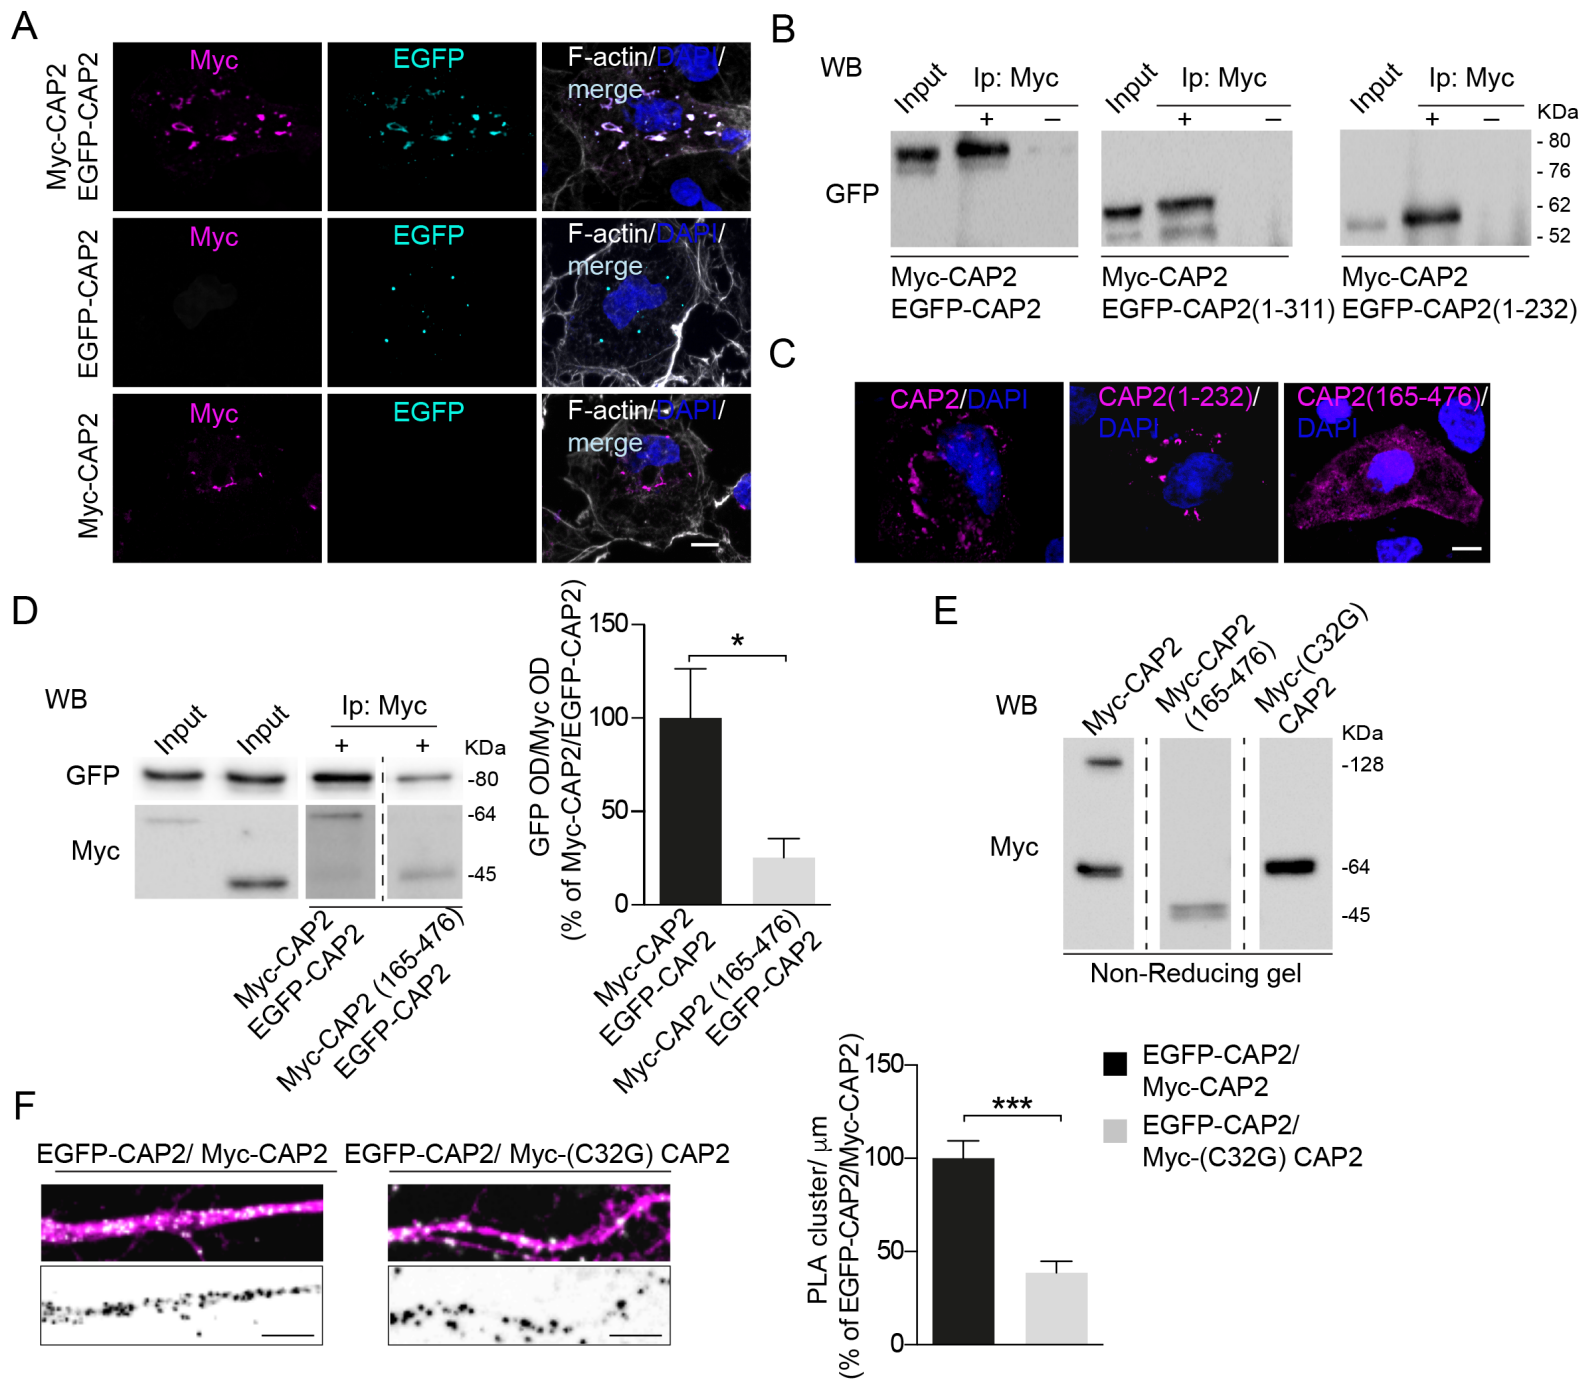 A
Myc-CAP2
EGFP-CAP2
Myc
EGFP
F-actin/DAPI/
merge
EGFP-CAP2
Myc
EGFP
F-actin/DAPI/
merge
Myc-CAP2
Myc
EGFP
F-actin/DAPI/
merge
B
WB
Input
Ip: Myc
+ –
Input
Ip: Myc
+ –
Input
Ip: Myc
+ –
KDa
- 80
- 76
- 62
- 52
GFP
Myc-CAP2
EGFP-CAP2
Myc-CAP2
EGFP-CAP2(1-311)
Myc-CAP2
EGFP-CAP2(1-232)
C
CAP2/DAPI
CAP2(1-232)/
DAPI
CAP2(165-476)/
DAPI
D
WB
Input
Input
Ip: Myc
+ +
KDa
GFP
-80
-64
Myc
-45
Myc-CAP2
EGFP-CAP2
Myc-CAP2 (165-476)
EGFP-CAP2
GFP OD/Myc OD
(% of Myc-CAP2/EGFP-CAP2)
150
100
50
0
*
Myc-CAP2
EGFP-CAP2
Myc-CAP2 (165-476)
EGFP-CAP2
E
WB
Myc-CAP2
Myc-CAP2
(165-476)
Myc-(C32G)
CAP2
KDa
-128
Myc
-64
-45
Non-Reducing gel
F
EGFP-CAP2/ Myc-CAP2
EGFP-CAP2/ Myc-(C32G) CAP2
PLA cluster/ μm
(% of EGFP-CAP2/Myc-CAP2)
150
100
50
0
***
EGFP-CAP2/
Myc-CAP2
EGFP-CAP2/
Myc-(C32G) CAP2